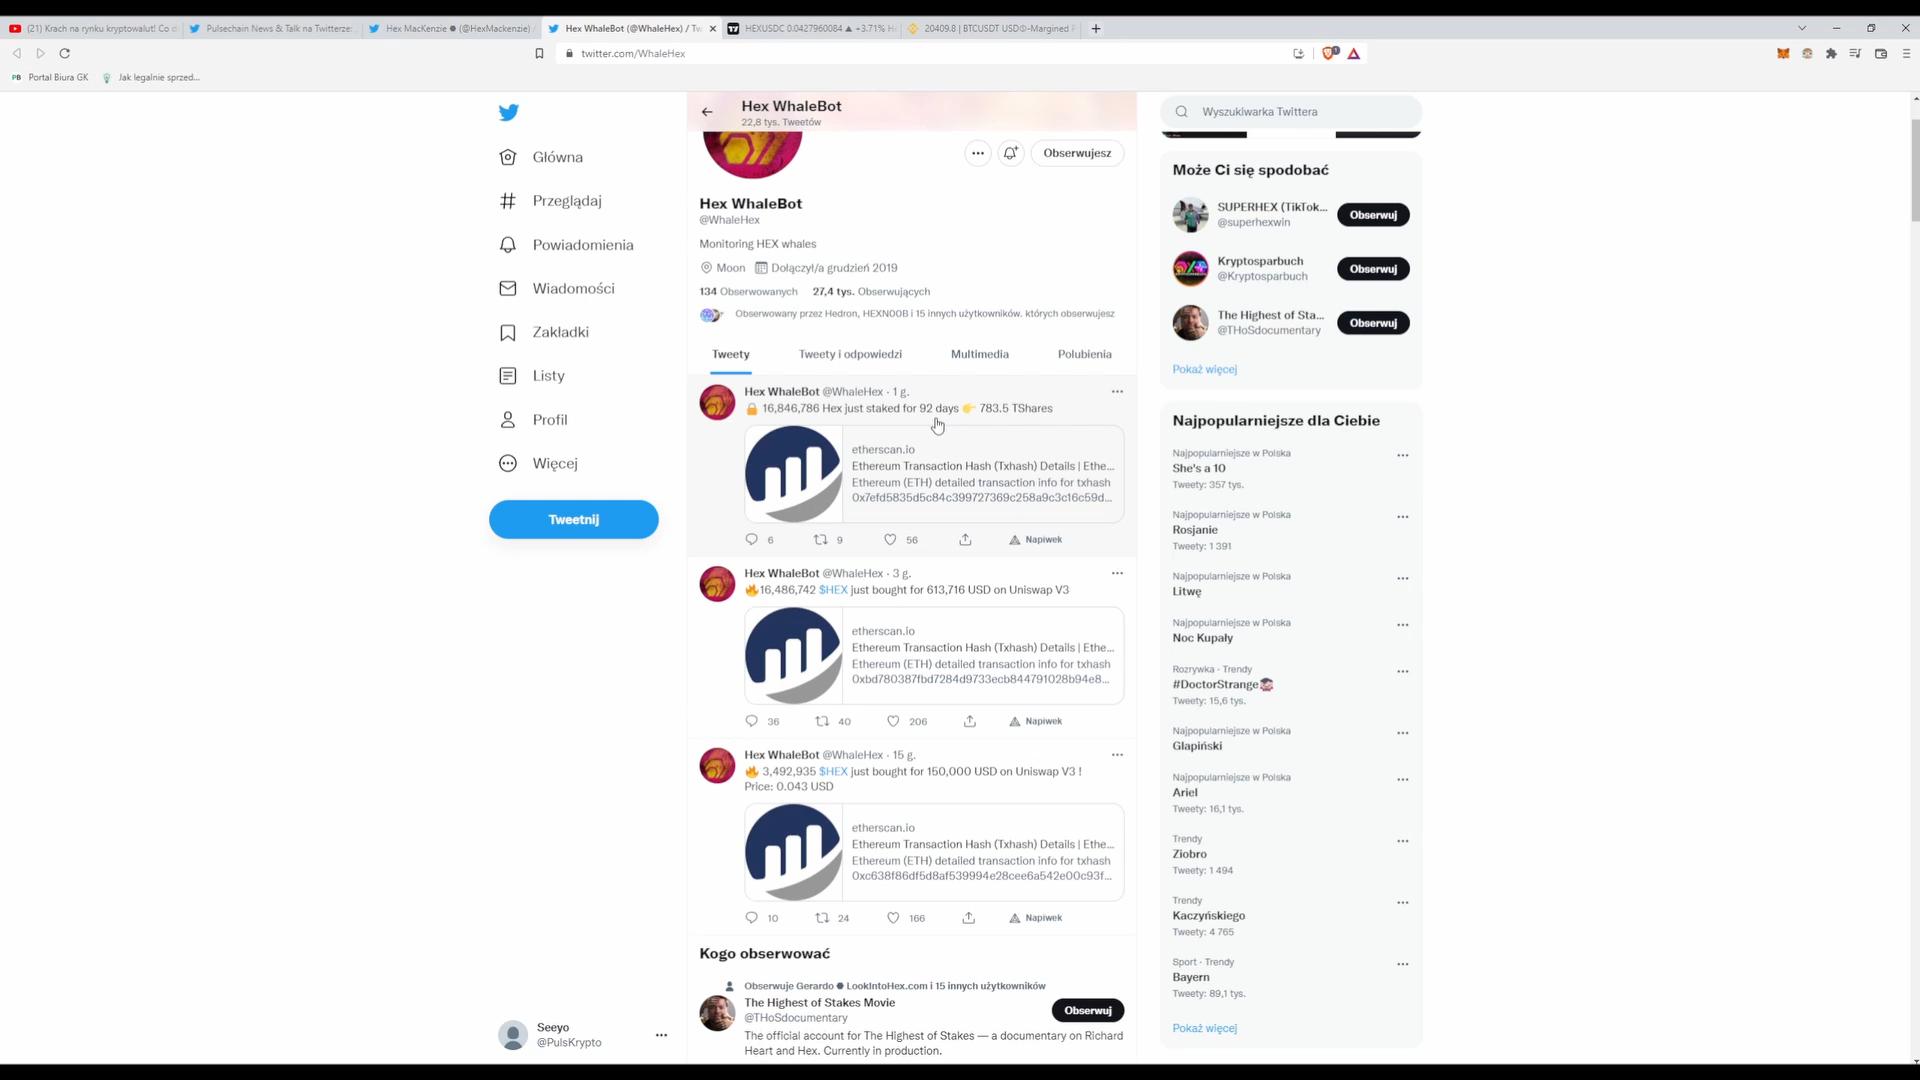 (21) Krach na rynku kryptowalut! Co d
Pulsechain News & Talk na Twitterze:
Hex MacKenzie ⬣ (@HexMackenzie) /
Hex WhaleBot (@WhaleHex) / Tw
HEXUSDC 0.0427960084 ▲ +3.71% H
20409.8 | BTCUSDT USDⓈ-Margined P
twitter.com/WhaleHex
1
PB Portal Biura GK
Jak legalnie sprzed...
Hex WhaleBot
22,8 tys. Tweetów
Wyszukiwarka Twittera
Główna
Przeglądaj
Powiadomienia
Wiadomości
Zakładki
Listy
Profil
Więcej
Tweetnij
Seeyo
@PulsKrypto
Obserwujesz
Hex WhaleBot
@WhaleHex
Monitoring HEX whales
Moon Dołączył/a grudzień 2019
134 Obserwowanych 27,4 tys. Obserwujących
Obserwowany przez Hedron, HEXN00B i 15 innych użytkowników. których obserwujesz
Tweety
Tweety i odpowiedzi
Multimedia
Polubienia
Hex WhaleBot @WhaleHex · 1 g.
🔒 16,846,786 Hex just staked for 92 days 👉 783.5 TShares
etherscan.io
Ethereum Transaction Hash (Txhash) Details | Ethe...
Ethereum (ETH) detailed transaction info for txhash
0x7efd5835d5c84c399727369c258a9c3c16c59d...
6 9 56 Napiwek
Hex WhaleBot @WhaleHex · 3 g.
🔥16,486,742 $HEX just bought for 613,716 USD on Uniswap V3
etherscan.io
Ethereum Transaction Hash (Txhash) Details | Ethe...
Ethereum (ETH) detailed transaction info for txhash
0xbd780387fbd7284d9733ecb844791028b94e8...
36 40 206 Napiwek
Hex WhaleBot @WhaleHex · 15 g.
🔥 3,492,935 $HEX just bought for 150,000 USD on Uniswap V3 !
Price: 0.043 USD
etherscan.io
Ethereum Transaction Hash (Txhash) Details | Ethe...
Ethereum (ETH) detailed transaction info for txhash
0xc638f86df5d8af539994e28cee6a542e00c93f...
10 24 166 Napiwek
Kogo obserwować
Obserwuje Gerardo ⬣ LookIntoHex.com i 15 innych użytkowników
The Highest of Stakes Movie
@THoSdocumentary
Obserwuj
The official account for The Highest of Stakes — a documentary on Richard
Heart and Hex. Currently in production.
Może Ci się spodobać
SUPERHEX (TikTok...
@superhexwin
Obserwuj
Kryptosparbuch
@Kryptosparbuch
Obserwuj
The Highest of Sta...
@THoSdocumentary
Obserwuj
Pokaż więcej
Najpopularniejsze dla Ciebie
Najpopularniejsze w Polska
She's a 10
Tweety: 357 tys.
Najpopularniejsze w Polska
Rosjanie
Tweety: 1 391
Najpopularniejsze w Polska
Litwę
Najpopularniejsze w Polska
Noc Kupały
Rozrywka · Trendy
#DoctorStrange
Tweety: 15,6 tys.
Najpopularniejsze w Polska
Glapiński
Najpopularniejsze w Polska
Ariel
Tweety: 16,1 tys.
Trendy
Ziobro
Tweety: 1 494
Trendy
Kaczyńskiego
Tweety: 4 765
Sport · Trendy
Bayern
Tweety: 89,1 tys.
Pokaż więcej